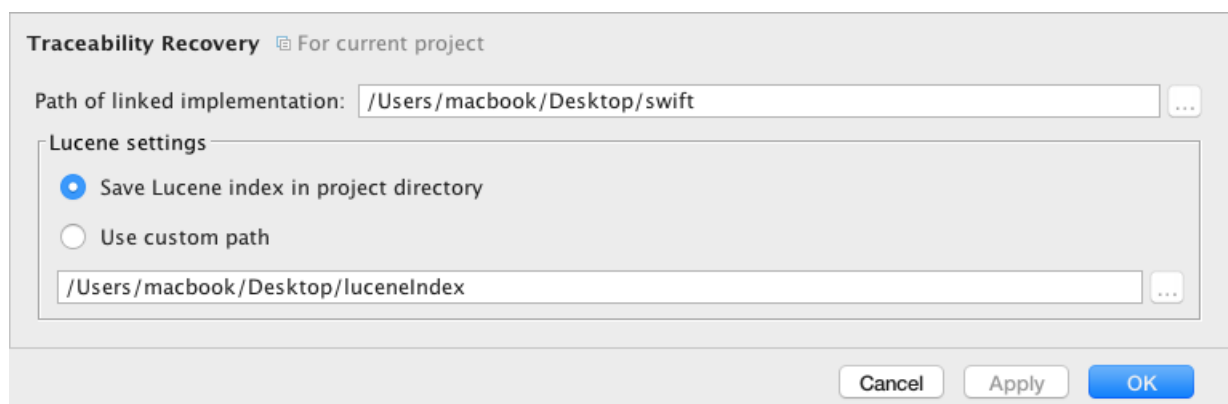 Traceability Recovery For current project
Path of linked implementation: /Users/macbook/Desktop/swift ...
Lucene settings
Save Lucene index in project directory
Use custom path
/Users/macbook/Desktop/luceneIndex ...
Cancel Apply OK